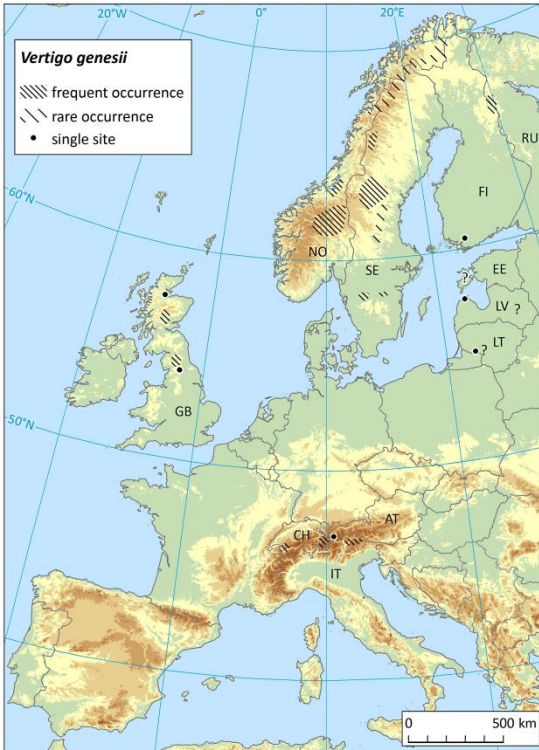 20°W
0°
20°E
Vertigo genesii
frequent occurrence
rare occurrence
single site
RU
60°N
FI
NO
SE
?
EE
LV ?
LT
?
GB
50°N
AT
CH
IT
0 500 km